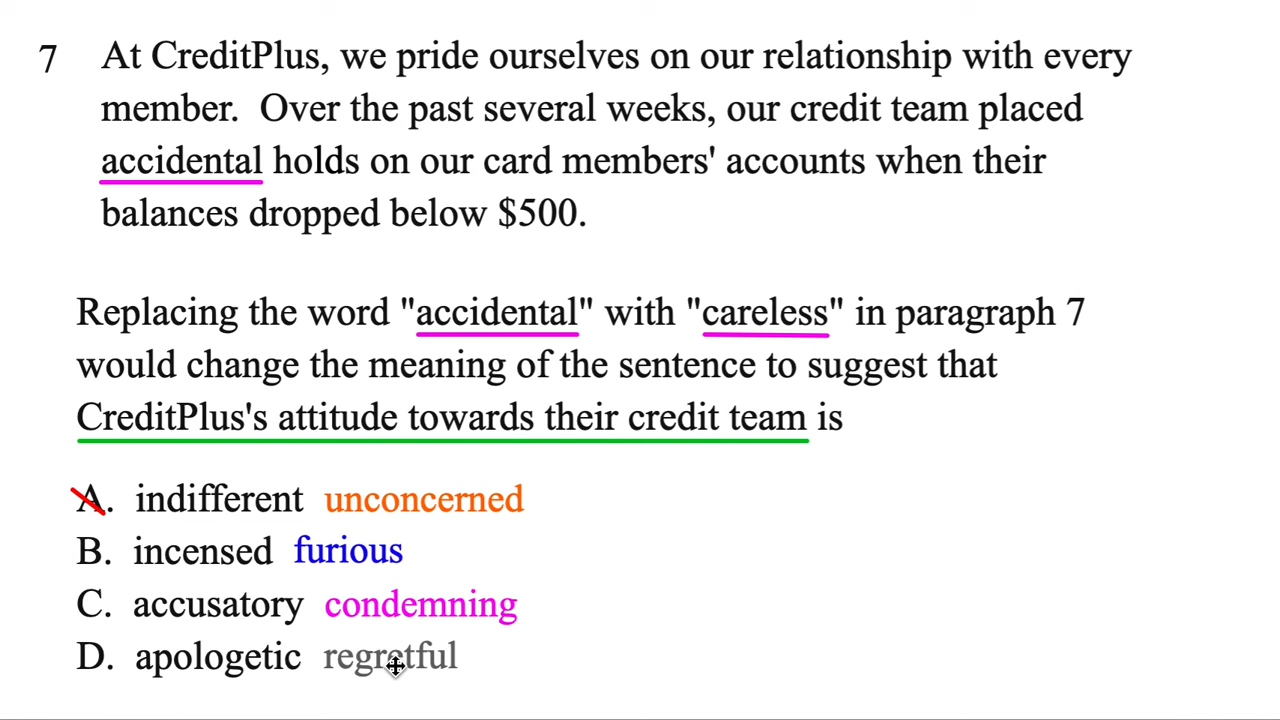 7 At CreditPlus, we pride ourselves on our relationship with every
member. Over the past several weeks, our credit team placed
accidental holds on our card members' accounts when their
balances dropped below $500.
Replacing the word "accidental" with "careless" in paragraph 7
would change the meaning of the sentence to suggest that
CreditPlus's attitude towards their credit team is
A. indifferent unconcerned
B. incensed furious
C. accusatory condemning
D. apologetic regretful